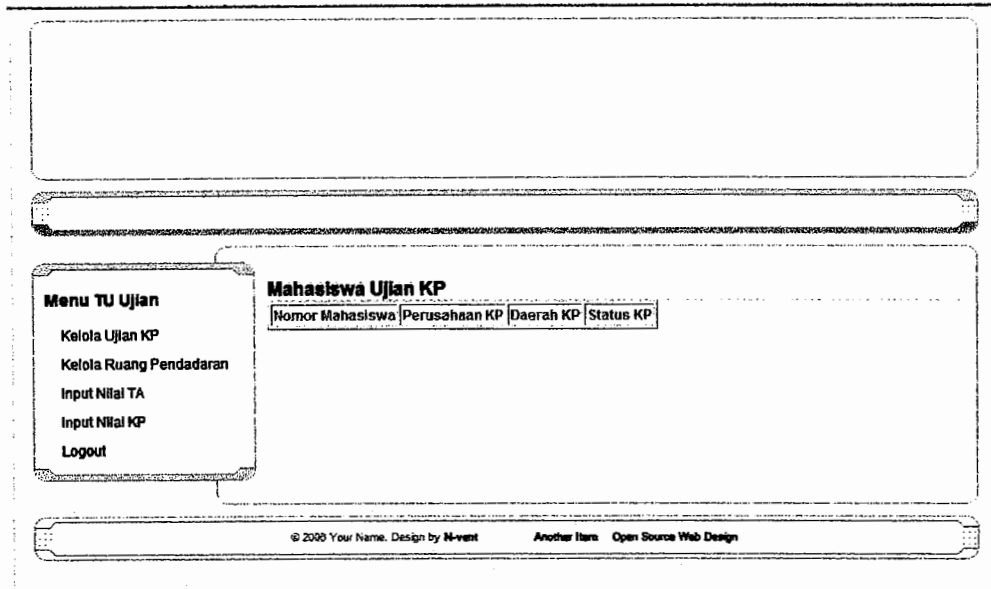 Menu TU Ujian
Kelola Ujian KP
Kelola Ruang Pendadaran
Input Nilai TA
Input Nilai KP
Logout
Mahasiswa Ujian KP
Nomor Mahasiswa Perusahaan KP Daerah KP Status KP
© 2006 Your Name. Design by N-vent Another Item Open Source Web Design